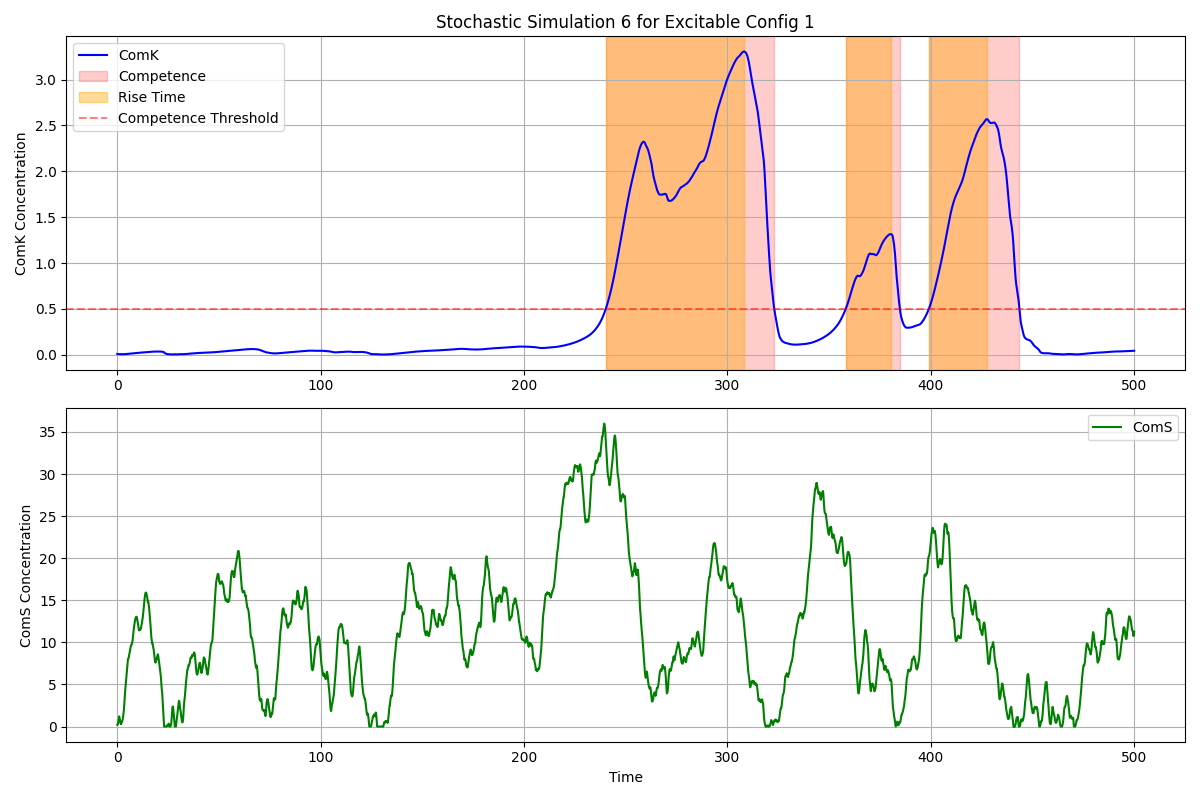 Stochastic Simulation 6 for Excitable Config 1
ComK
Competence
Rise Time
Competence Threshold
ComK Concentration
3.0
2.5
2.0
1.5
1.0
0.5
0.0
0 100 200 300 400 500
ComS
ComS Concentration
35
30
25
20
15
10
5
0
0 100 200 300 400 500
Time